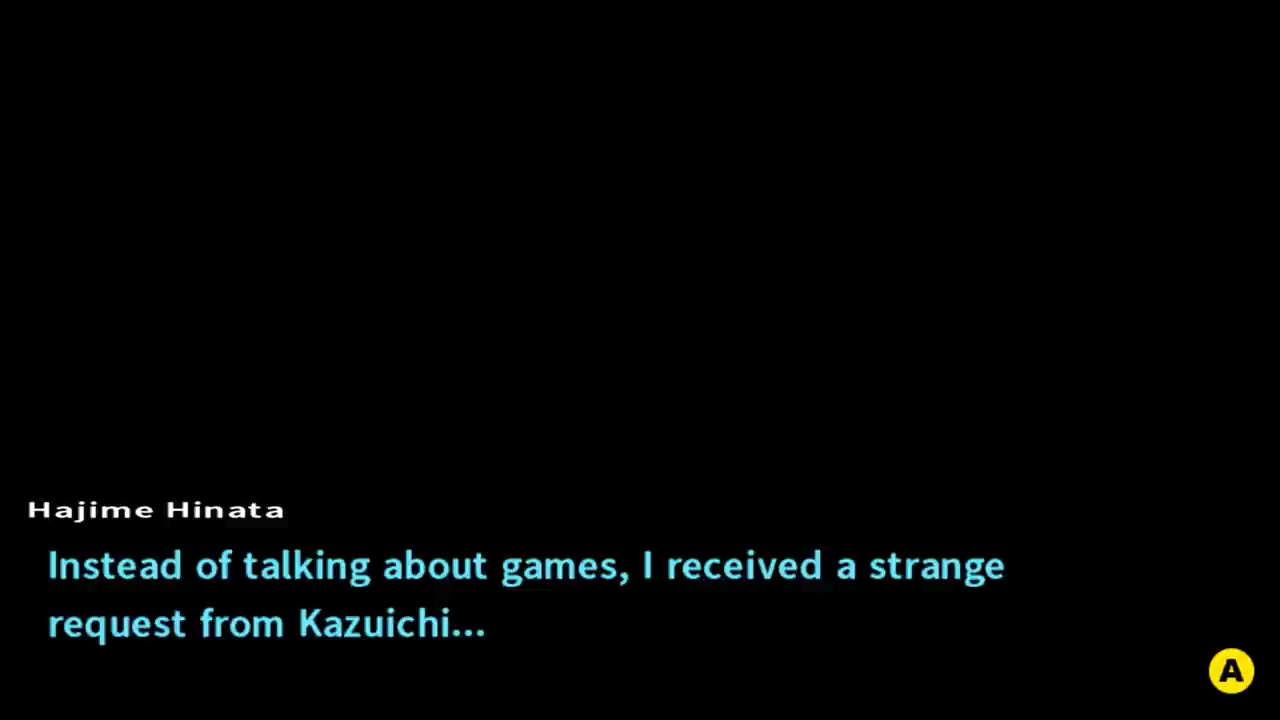 Hajime Hinata
Instead of talking about games, I received a strange
request from Kazuichi...
A